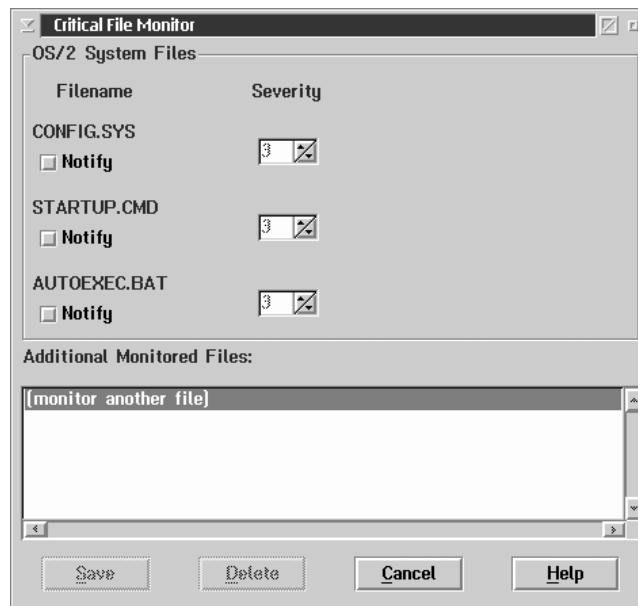 Critical File Monitor
OS/2 System Files
Filename Severity
CONFIG.SYS
3
Notify
STARTUP.CMD
3
Notify
AUTOEXEC.BAT
3
Notify
Additional Monitored Files:
(monitor another file)
Save Delete Cancel Help